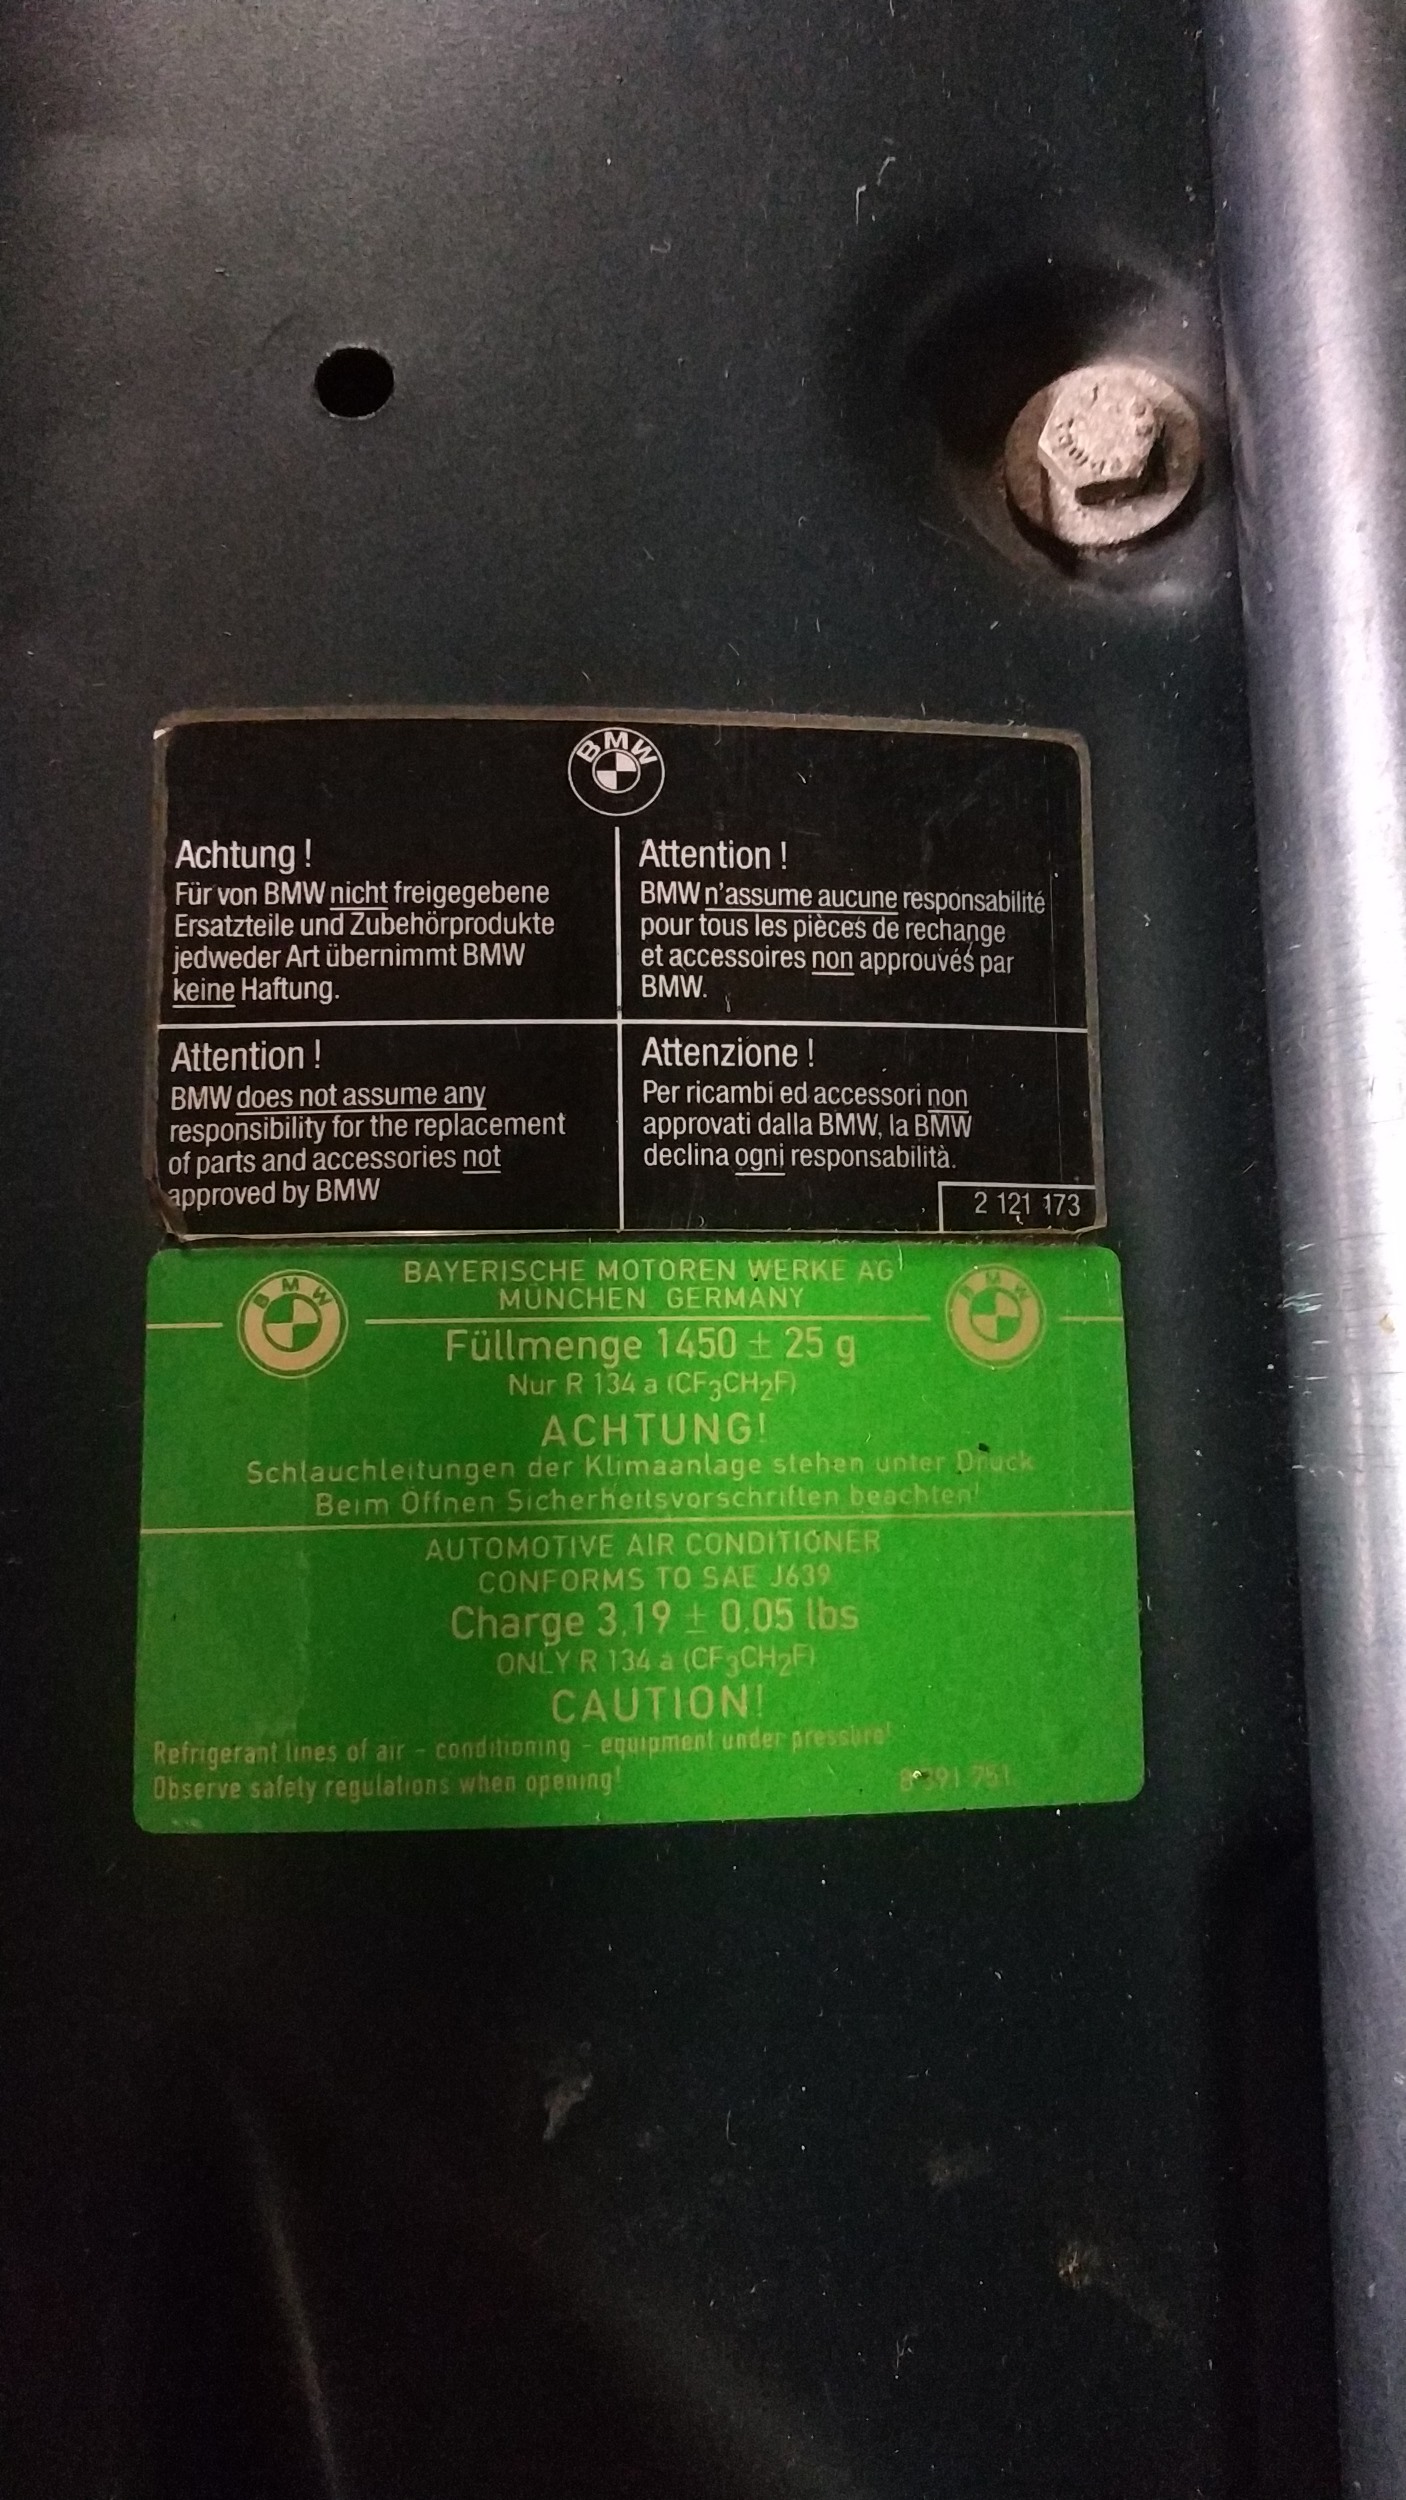 BMW
Achtung !
Für von BMW nicht freigegebene
Ersatzteile und Zubehörprodukte
jedweder Art übernimmt BMW
keine Haftung.
Attention !
BMW n'assume aucune responsabilité
pour tous les pièces de rechange
et accessoires non approuvés par
BMW.
Attention !
BMW does not assume any
responsibility for the replacement
of parts and accessories not
approved by BMW
Attenzione !
Per ricambi ed accessori non
approvati dalla BMW, la BMW
declina ogni responsabilità.
2 121 173
BMW
BAYERISCHE MOTOREN WERKE AG
MÜNCHEN GERMANY
BMW
Füllmenge 1450 ± 25 g
Nur R 134 a (CF₃CH₂F)
ACHTUNG!
Schlauchleitungen der Klimaanlage stehen unter Druck
Beim Öffnen Sicherheitsvorschriften beachten!
AUTOMOTIVE AIR CONDITIONER
CONFORMS TO SAE J639
Charge 3.19 ± 0.05 lbs
ONLY R 134 a (CF₃CH₂F)
CAUTION!
Refrigerant lines of air - conditioning - equipment under pressure!
Observe safety regulations when opening!
8 391 751